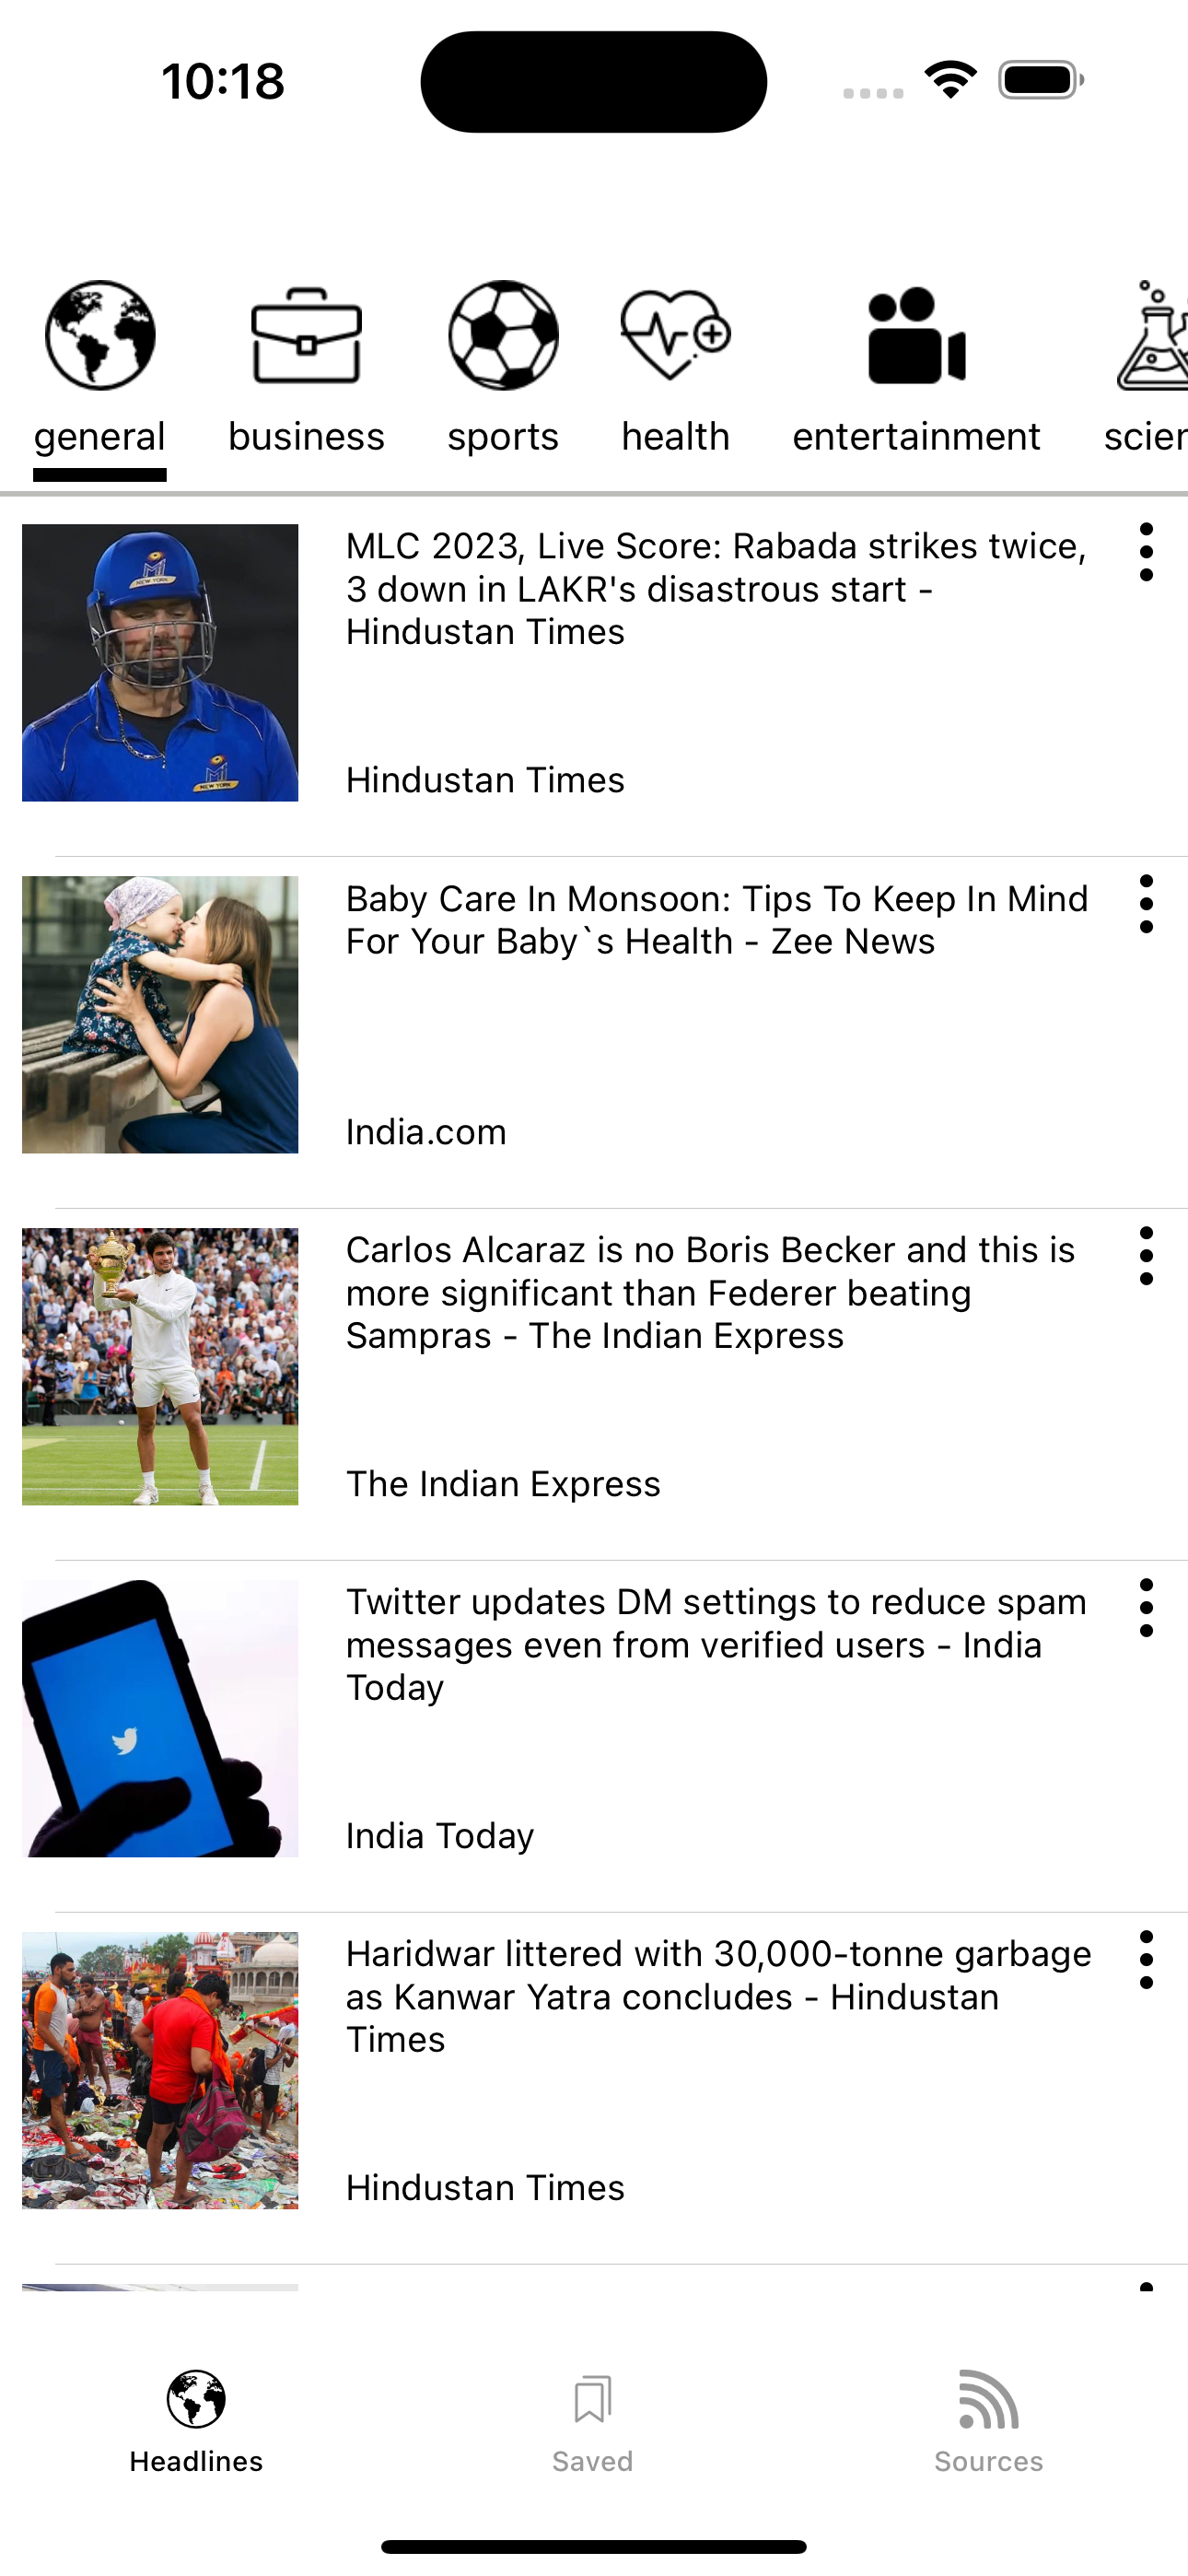 10:18
general
business
sports
health
entertainment
scien
MLC 2023, Live Score: Rabada strikes twice,
3 down in LAKR's disastrous start -
Hindustan Times
NEW YORK
NEW YORK
Hindustan Times
Baby Care In Monsoon: Tips To Keep In Mind
For Your Baby`s Health - Zee News
India.com
Carlos Alcaraz is no Boris Becker and this is
more significant than Federer beating
Sampras - The Indian Express
The Indian Express
Twitter updates DM settings to reduce spam
messages even from verified users - India
Today
India Today
Haridwar littered with 30,000-tonne garbage
as Kanwar Yatra concludes - Hindustan
Times
Hindustan Times
Headlines
Saved
Sources